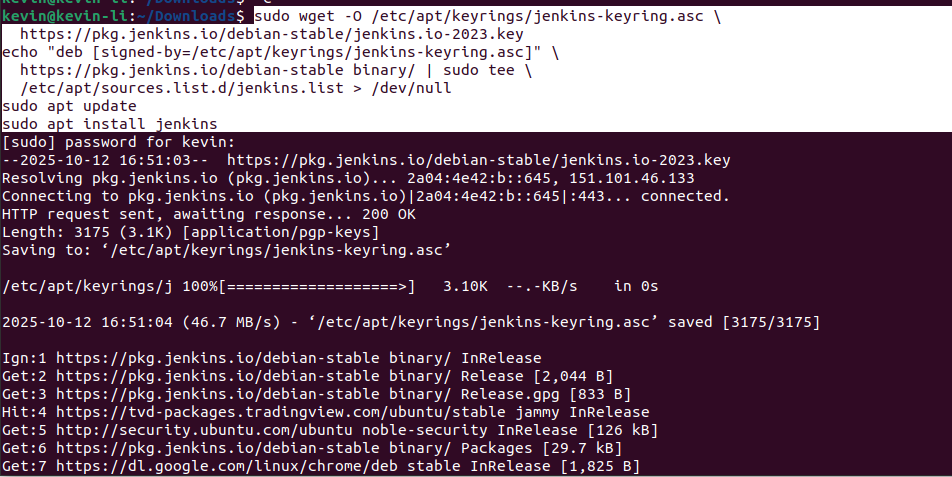 kevin@kevin-li:~/Downloads$
kevin@kevin-li:~/Downloads$ sudo wget -O /etc/apt/keyrings/jenkins-keyring.asc \
  https://pkg.jenkins.io/debian-stable/jenkins.io-2023.key
echo "deb [signed-by=/etc/apt/keyrings/jenkins-keyring.asc]" \
  https://pkg.jenkins.io/debian-stable binary/ | sudo tee \
  /etc/apt/sources.list.d/jenkins.list > /dev/null
sudo apt update
sudo apt install jenkins
[sudo] password for kevin:
--2025-10-12 16:51:03--  https://pkg.jenkins.io/debian-stable/jenkins.io-2023.key
Resolving pkg.jenkins.io (pkg.jenkins.io)... 2a04:4e42:b::645, 151.101.46.133
Connecting to pkg.jenkins.io (pkg.jenkins.io)|2a04:4e42:b::645|:443... connected.
HTTP request sent, awaiting response... 200 OK
Length: 3175 (3.1K) [application/pgp-keys]
Saving to: ‘/etc/apt/keyrings/jenkins-keyring.asc’

/etc/apt/keyrings/j 100%[===================>]   3.10K  --.-KB/s    in 0s

2025-10-12 16:51:04 (46.7 MB/s) - ‘/etc/apt/keyrings/jenkins-keyring.asc’ saved [3175/3175]

Ign:1 https://pkg.jenkins.io/debian-stable binary/ InRelease
Get:2 https://pkg.jenkins.io/debian-stable binary/ Release [2,044 B]
Get:3 https://pkg.jenkins.io/debian-stable binary/ Release.gpg [833 B]
Hit:4 https://tvd-packages.tradingview.com/ubuntu/stable jammy InRelease
Get:5 http://security.ubuntu.com/ubuntu noble-security InRelease [126 kB]
Get:6 https://pkg.jenkins.io/debian-stable binary/ Packages [29.7 kB]
Get:7 https://dl.google.com/linux/chrome/deb stable InRelease [1,825 B]